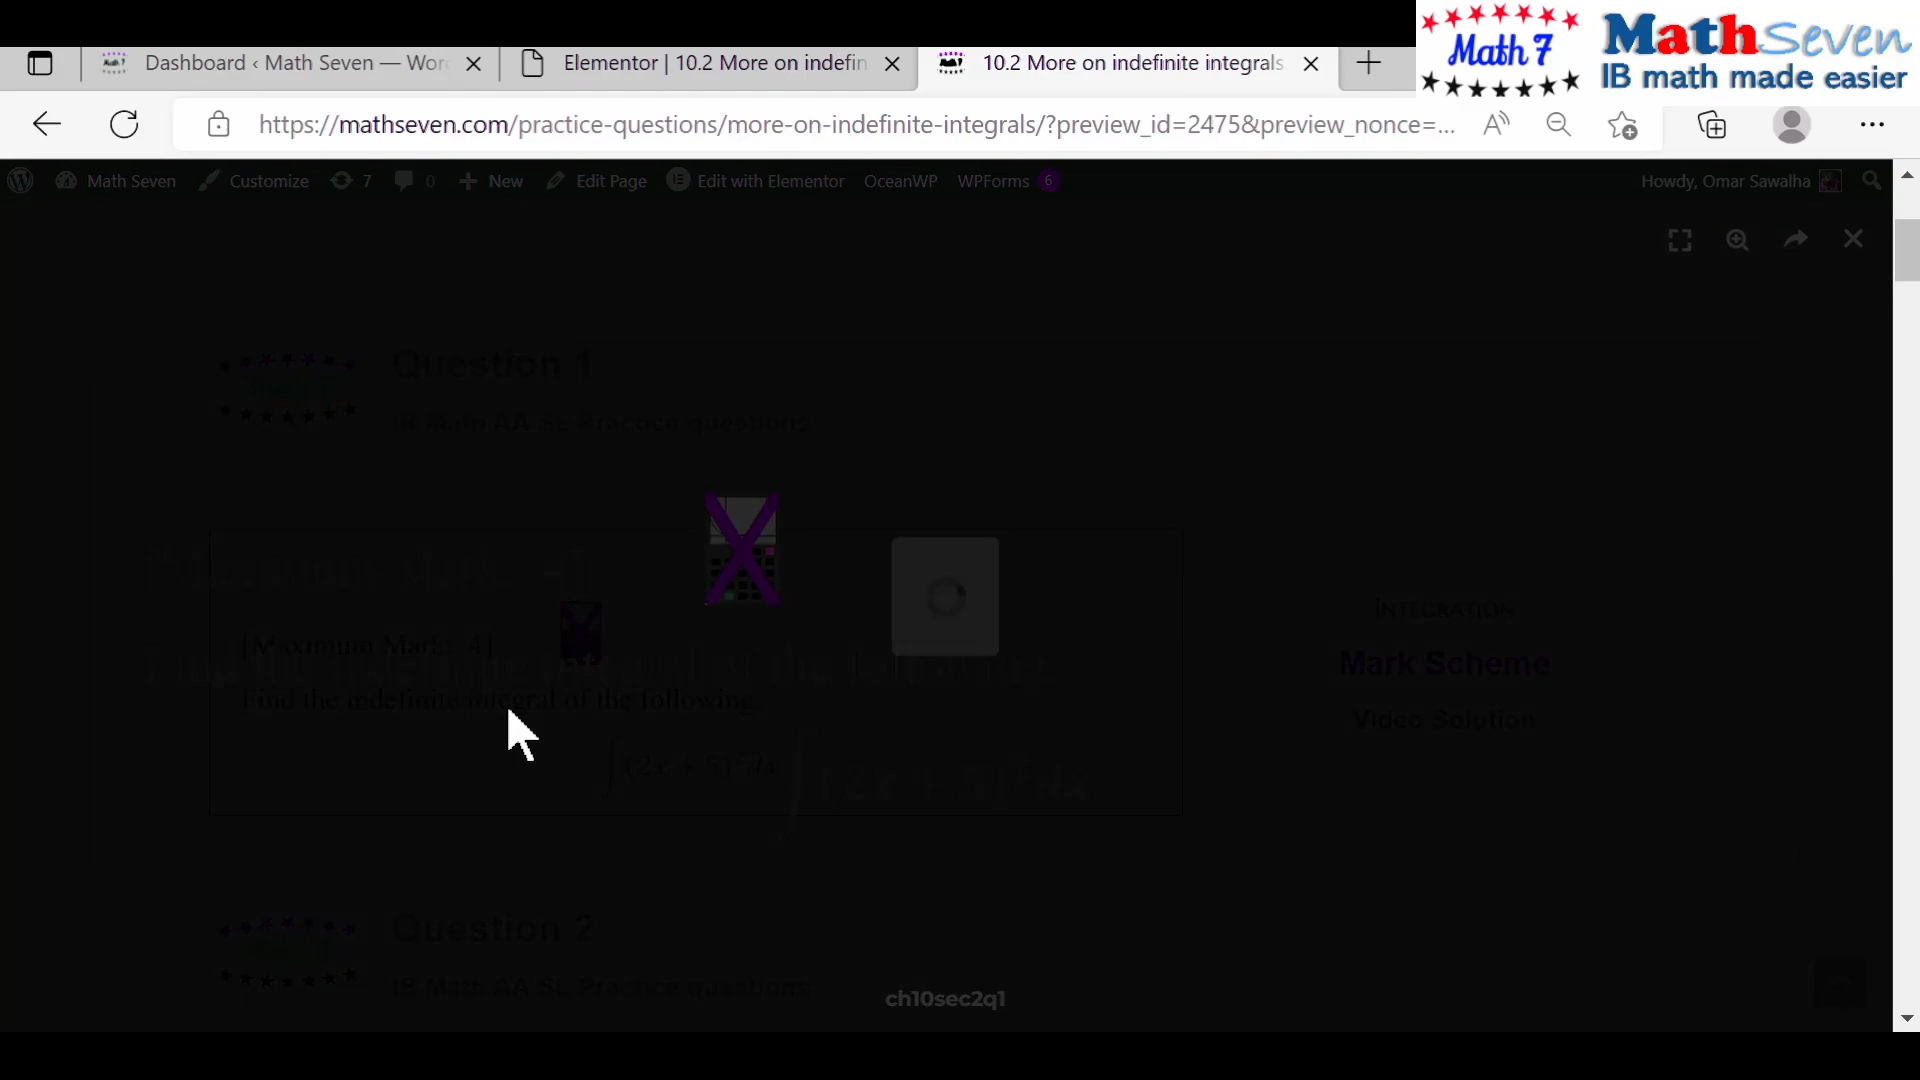 Math 7
MathSeven
IB math made easier
Dashboard ‹ Math Seven — Wor
Elementor | 10.2 More on indefin
10.2 More on indefinite integrals
https://mathseven.com/practice-questions/more-on-indefinite-integrals/?preview_id=2475&preview_nonce=...
Math Seven
Customize
7
0
New
Edit Page
Edit with Elementor
OceanWP
WPForms 6
Howdy, Omar Sawalha
Question 1
IB Math AA SL Practice questions
[Maximum Mark: 4]
Find the indefinite integral of the following.
INTEGRATION
Mark Scheme
Video Solution
Question 2
IB Math AA SL Practice questions
ch10sec2q1